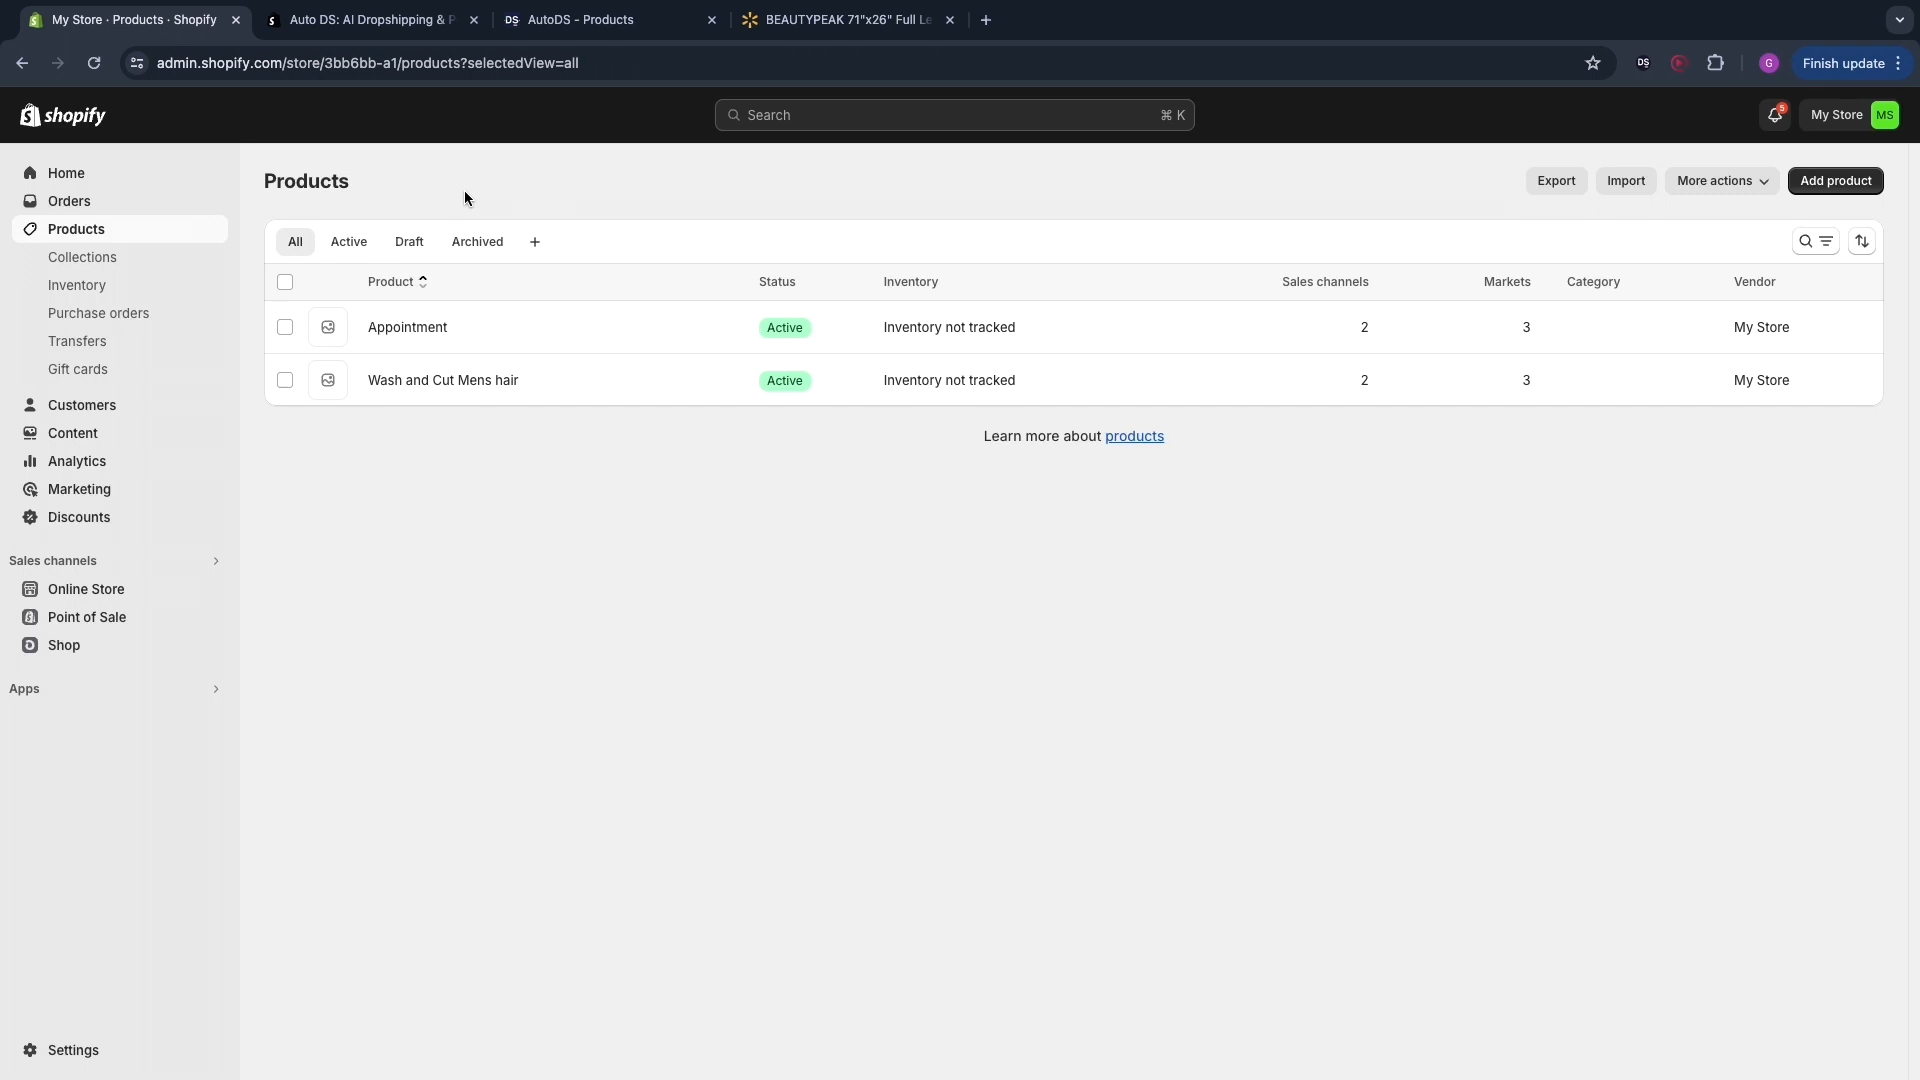 My Store · Products · Shopify
Auto DS: AI Dropshipping & P
DS AutoDS - Products
BEAUTYPEAK 71"x26" Full Le
admin.shopify.com/store/3bb6bb-a1/products?selectedView=all
DS
G
Finish update
shopify
Search
⌘ K
5
My Store
MS
Home
Orders
Products
Collections
Inventory
Purchase orders
Transfers
Gift cards
Customers
Content
Analytics
Marketing
Discounts
Sales channels
Online Store
Point of Sale
Shop
Apps
Settings
Products
Export
Import
More actions
Add product
All
Active
Draft
Archived
Product
Status
Inventory
Sales channels
Markets
Category
Vendor
Appointment
Active
Inventory not tracked
2
3
My Store
Wash and Cut Mens hair
Active
Inventory not tracked
2
3
My Store
Learn more about products